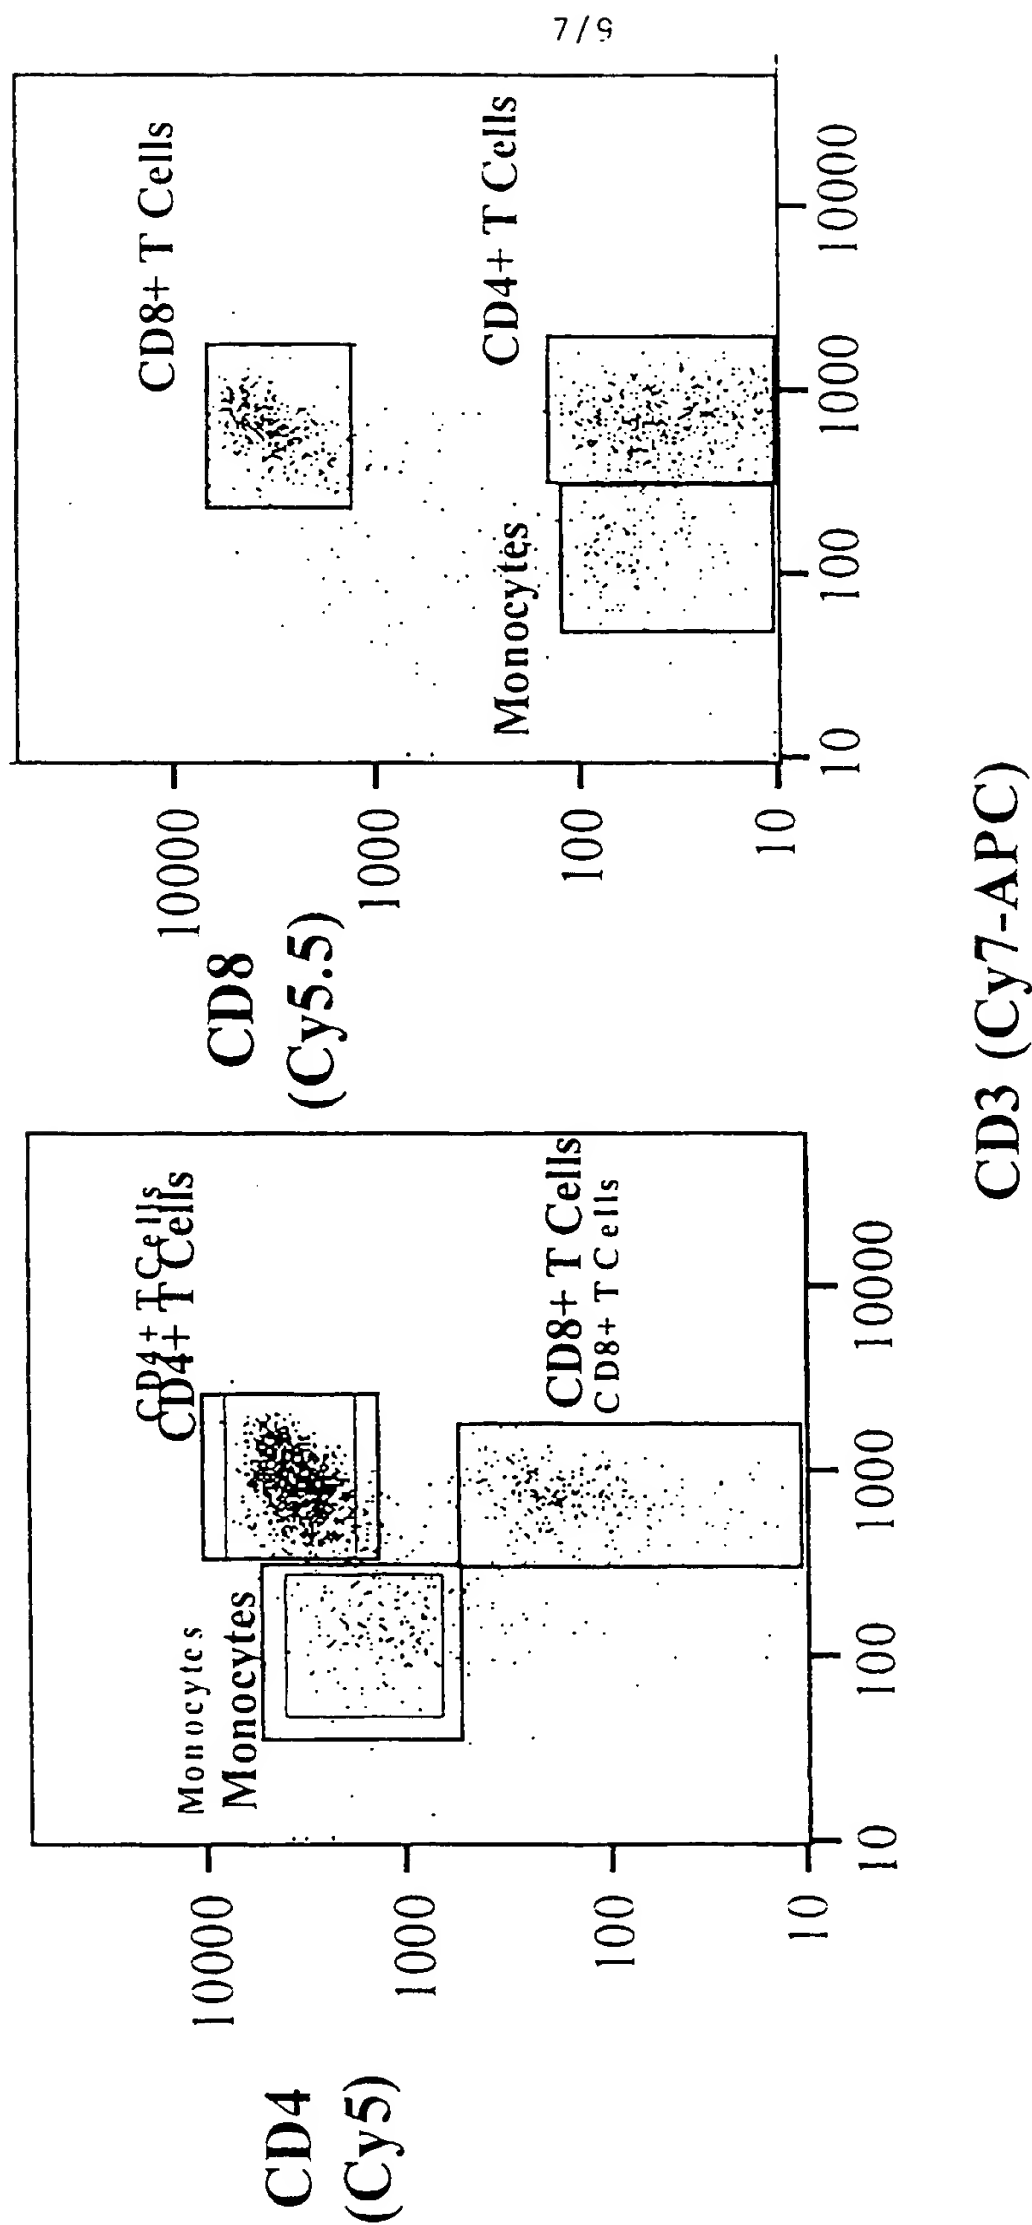 CD4
(Cy5)
10000
1000
100
10
Monocytes
Monocytes
CD4+ T Cells
CD4+ T Cells
CD8+ T Cells
CD8+ T Cells
10
100
1000
10000
CD8
(Cy5.5)
10000
1000
100
10
CD8+ T Cells
Monocytes
CD4+ T Cells
10
100
1000
10000
CD3 (Cy7-APC)
5/7